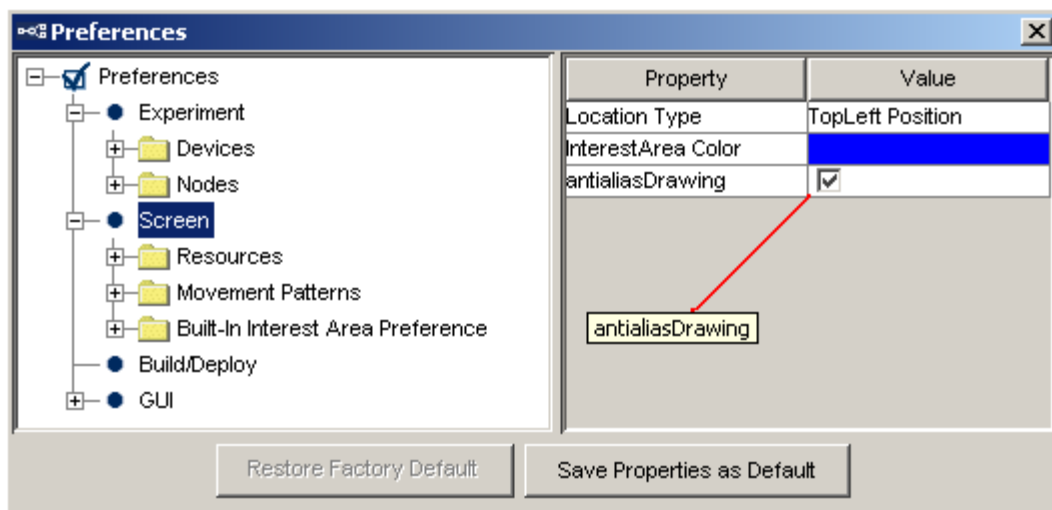 Preferences
Preferences
Experiment
Devices
Nodes
Screen
Resources
Movement Patterns
Built-In Interest Area Preference
Build/Deploy
GUI
Property Value
Location Type TopLeft Position
InterestArea Color
antialiasDrawing
antialiasDrawing
Restore Factory Default Save Properties as Default